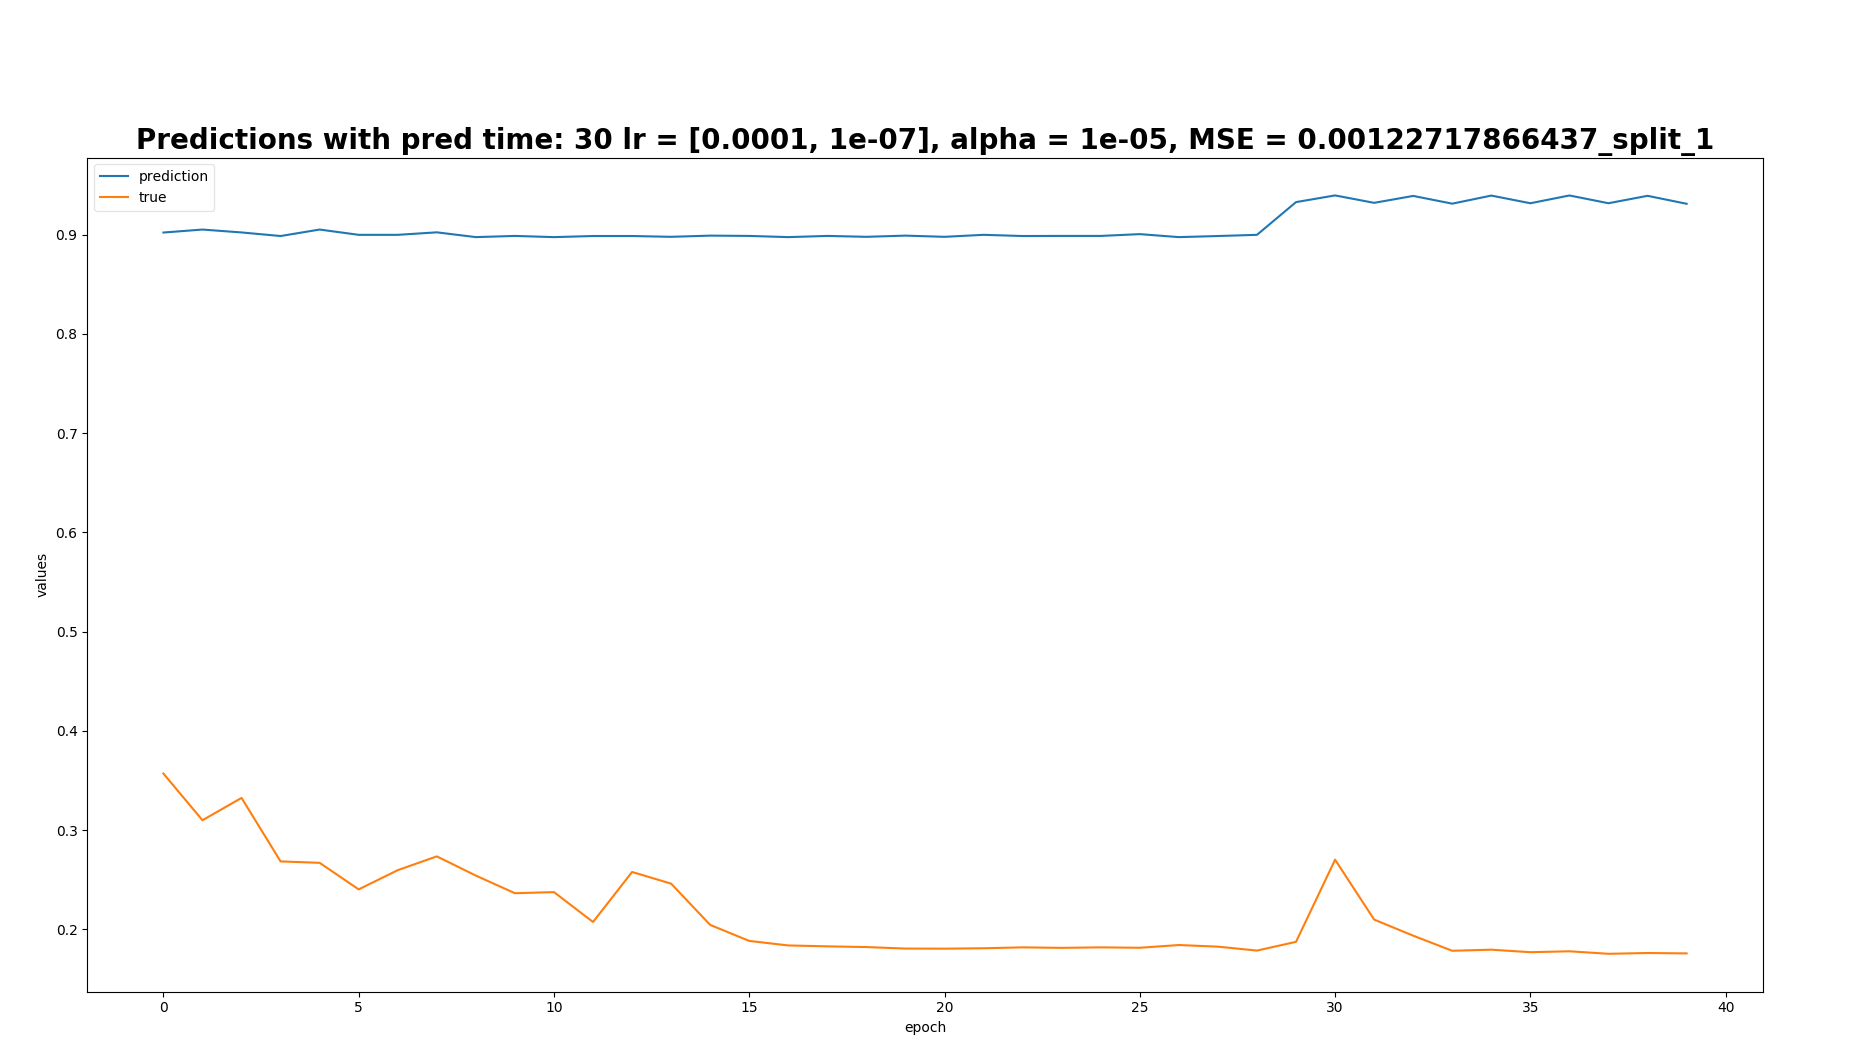 Predictions with pred time: 30 lr = [0.0001, 1e-07], alpha = 1e-05, MSE = 0.00122717866437_split_1
prediction
true
0.9
0.8
0.7
0.6
0.5
0.4
0.3
0.2
values
0 5 10 15 20 25 30 35 40
epoch